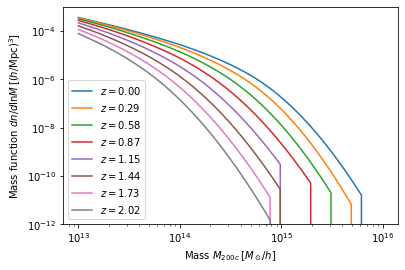 Mass function dn/dlnM [(h/Mpc)³]
10⁻⁴
10⁻⁶
10⁻⁸
10⁻¹⁰
10⁻¹²
z = 0.00
z = 0.29
z = 0.58
z = 0.87
z = 1.15
z = 1.44
z = 1.73
z = 2.02
10¹³
10¹⁴
10¹⁵
10¹⁶
Mass M₂₀₀c [M⊙/h]